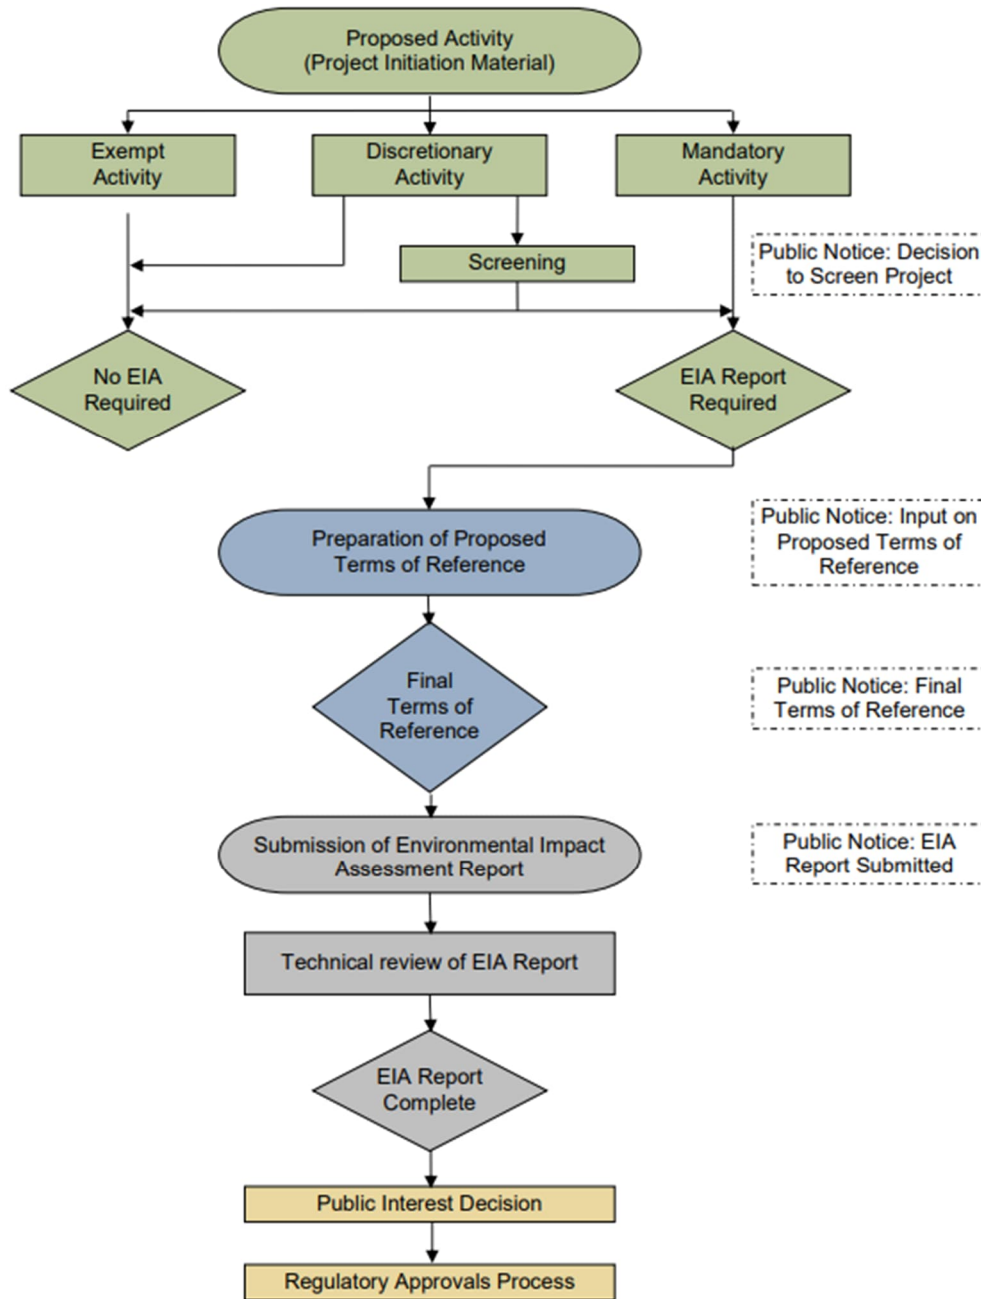 Proposed Activity
(Project Initiation Material)
Exempt
Activity
Discretionary
Activity
Mandatory
Activity
Screening
Public Notice: Decision
to Screen Project
No EIA
Required
EIA Report
Required
Preparation of Proposed
Terms of Reference
Public Notice: Input on
Proposed Terms of
Reference
Final
Terms of
Reference
Public Notice: Final
Terms of Reference
Submission of Environmental Impact
Assessment Report
Public Notice: EIA
Report Submitted
Technical review of EIA Report
EIA Report
Complete
Public Interest Decision
Regulatory Approvals Process